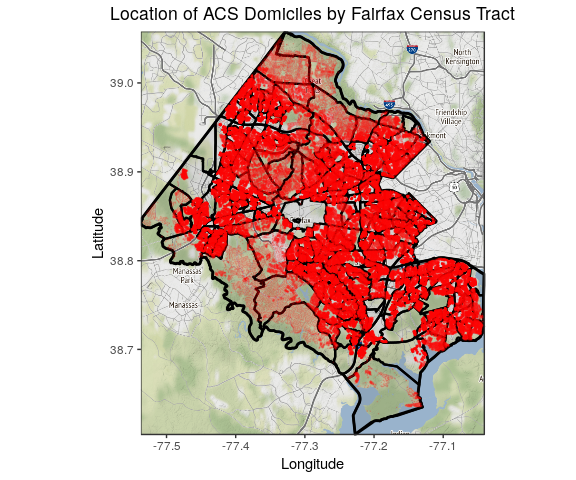 Location of ACS Domiciles by Fairfax Census Tract
Latitude
39.0
38.9
38.8
38.7
North
Kensington
270
Friendship
Village
Manassas
Park
Manassas
-77.5
-77.4
-77.3
-77.2
-77.1
Longitude